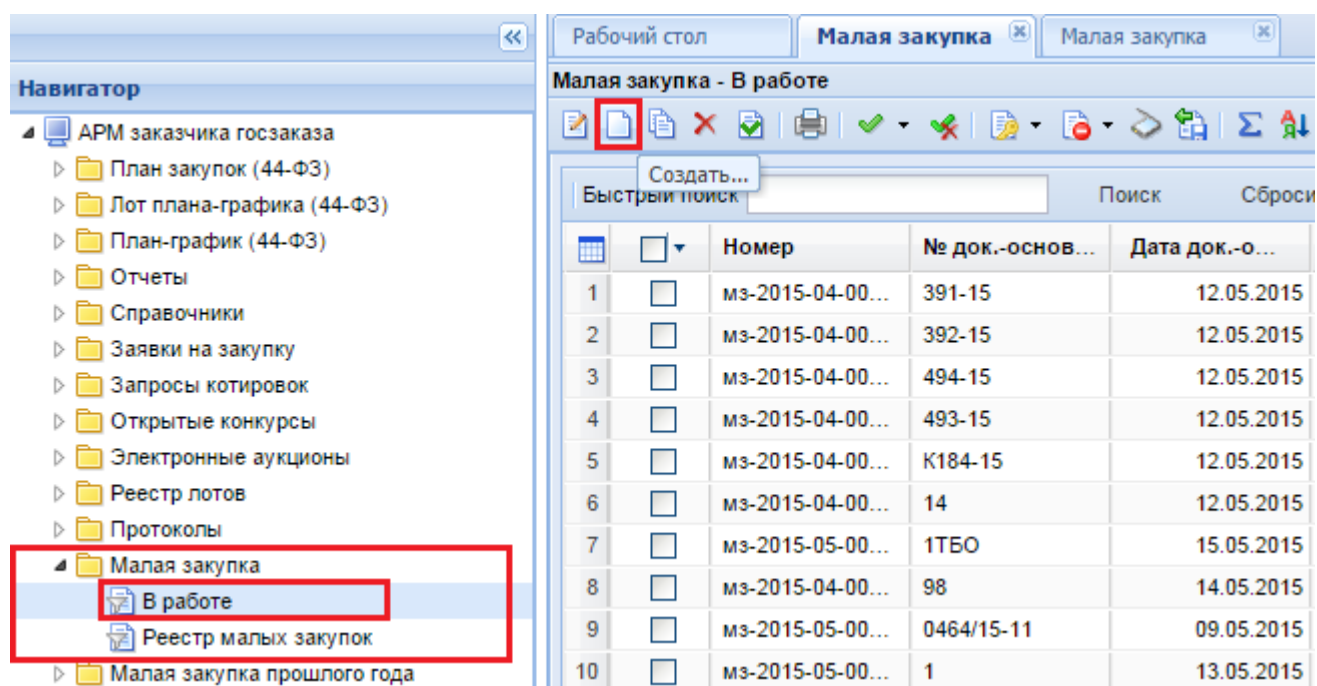 Навигатор
АРМ заказчика госзаказа
План закупок (44-ФЗ)
Лот плана-графика (44-ФЗ)
План-график (44-ФЗ)
Отчеты
Справочники
Заявки на закупку
Запросы котировок
Открытые конкурсы
Электронные аукционы
Реестр лотов
Протоколы
Малая закупка
В работе
Реестр малых закупок
Малая закупка прошлого года
Рабочий стол Малая закупка Малая закупка
Малая закупка - В работе
Создать...
Быстрый поиск Поиск Сброси
Номер № док.-основ... Дата док.-о...
1 мз-2015-04-00... 391-15 12.05.2015
2 мз-2015-04-00... 392-15 12.05.2015
3 мз-2015-04-00... 494-15 12.05.2015
4 мз-2015-04-00... 493-15 12.05.2015
5 мз-2015-04-00... К184-15 12.05.2015
6 мз-2015-04-00... 14 12.05.2015
7 мз-2015-05-00... 1ТБО 15.05.2015
8 мз-2015-04-00... 98 14.05.2015
9 мз-2015-05-00... 0464/15-11 09.05.2015
10 мз-2015-05-00... 1 13.05.2015